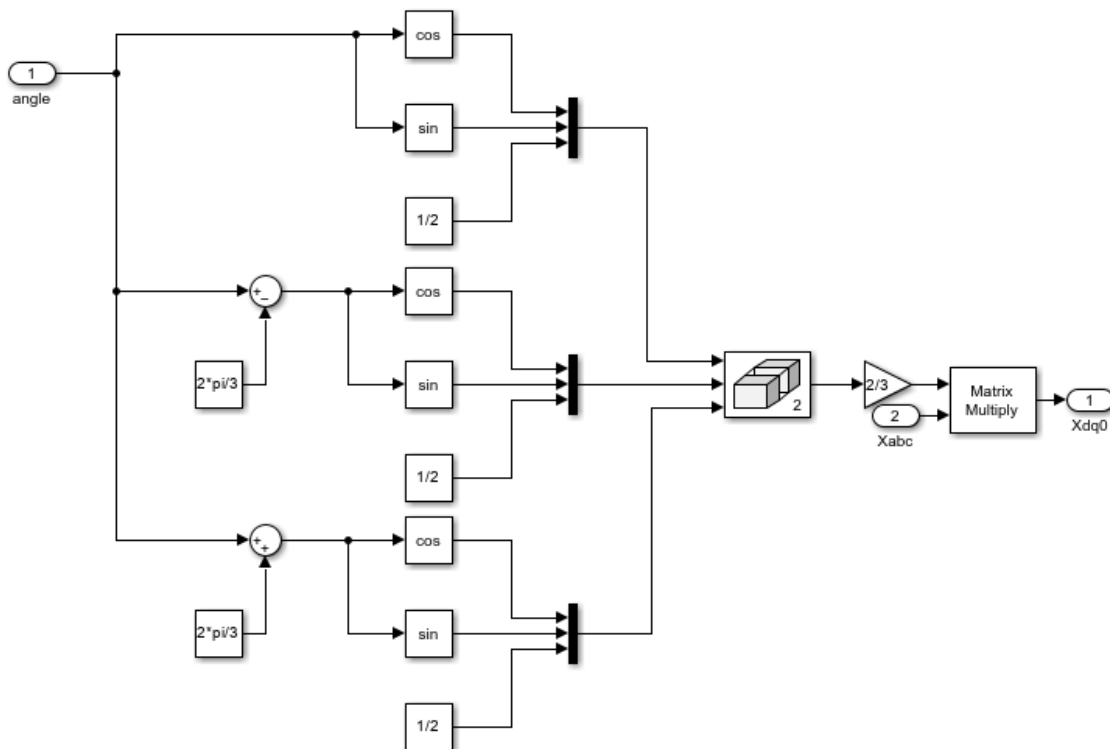 cos
1
angle
sin
1/2
+
−
cos
2*pi/3
sin
2
2/3
Matrix
Multiply
2
Xabc
1
Xdq0
1/2
+
+
cos
2*pi/3
sin
1/2